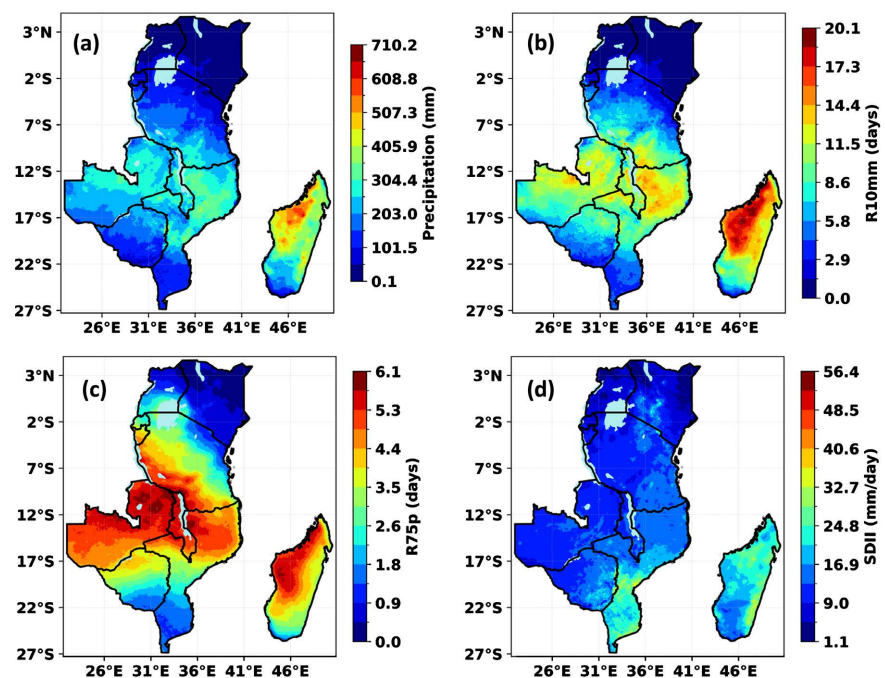 (a)
3°N
2°S
7°S
12°S
17°S
22°S
27°S
26°E 31°E 36°E 41°E 46°E
710.2
608.8
507.3
405.9
304.4
203.0
101.5
0.1
Precipitation (mm)
(b)
3°N
2°S
7°S
12°S
17°S
22°S
27°S
26°E 31°E 36°E 41°E 46°E
20.1
17.3
14.4
11.5
8.6
5.8
2.9
0.0
R10mm (days)
(c)
3°N
2°S
7°S
12°S
17°S
22°S
27°S
26°E 31°E 36°E 41°E 46°E
6.1
5.3
4.4
3.5
2.6
1.8
0.9
0.0
R75p (days)
(d)
3°N
2°S
7°S
12°S
17°S
22°S
27°S
26°E 31°E 36°E 41°E 46°E
56.4
48.5
40.6
32.7
24.8
16.9
9.0
1.1
SDII (mm/day)